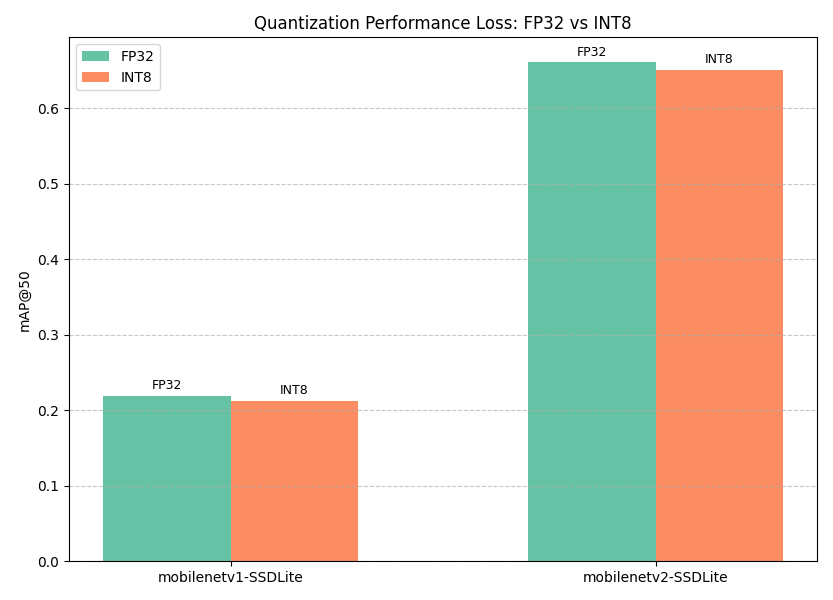 Quantization Performance Loss: FP32 vs INT8
FP32
INT8
mAP@50
0.6
0.5
0.4
0.3
0.2
0.1
0.0
FP32
INT8
FP32
INT8
mobilenetv1-SSDLite
mobilenetv2-SSDLite